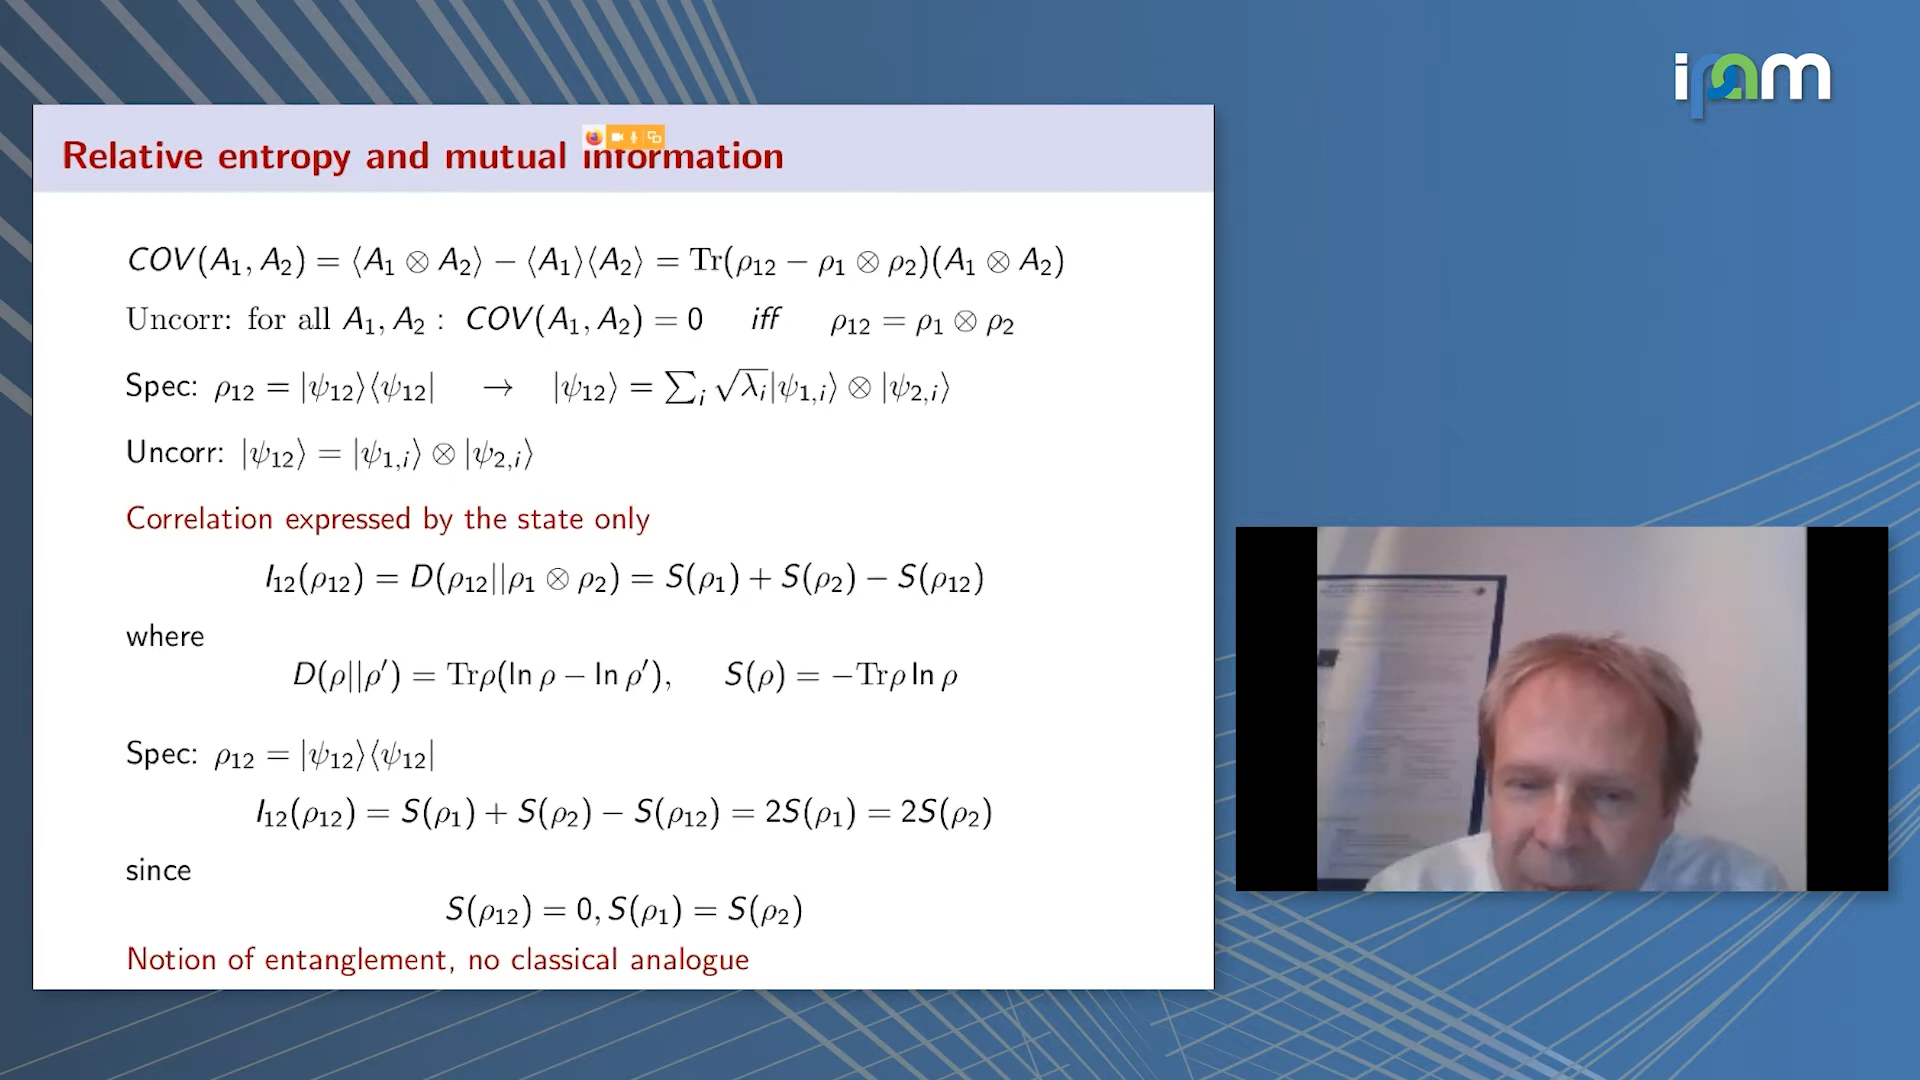 ipam
Relative entropy and mutual information
COV(A₁, A₂) = ⟨A₁ ⊗ A₂⟩ − ⟨A₁⟩⟨A₂⟩ = Tr(ρ₁₂ − ρ₁ ⊗ ρ₂)(A₁ ⊗ A₂)
Uncorr: for all A₁, A₂ : COV(A₁, A₂) = 0 iff ρ₁₂ = ρ₁ ⊗ ρ₂
Spec: ρ₁₂ = |ψ₁₂⟩⟨ψ₁₂| → |ψ₁₂⟩ = ∑ᵢ √λᵢ|ψ₁,ᵢ⟩ ⊗ |ψ₂,ᵢ⟩
Uncorr: |ψ₁₂⟩ = |ψ₁,ᵢ⟩ ⊗ |ψ₂,ᵢ⟩
Correlation expressed by the state only
I₁₂(ρ₁₂) = D(ρ₁₂||ρ₁ ⊗ ρ₂) = S(ρ₁) + S(ρ₂) − S(ρ₁₂)
where
D(ρ||ρ′) = Trρ(ln ρ − ln ρ′), S(ρ) = −Trρ ln ρ
Spec: ρ₁₂ = |ψ₁₂⟩⟨ψ₁₂|
I₁₂(ρ₁₂) = S(ρ₁) + S(ρ₂) − S(ρ₁₂) = 2S(ρ₁) = 2S(ρ₂)
since
S(ρ₁₂) = 0, S(ρ₁) = S(ρ₂)
Notion of entanglement, no classical analogue